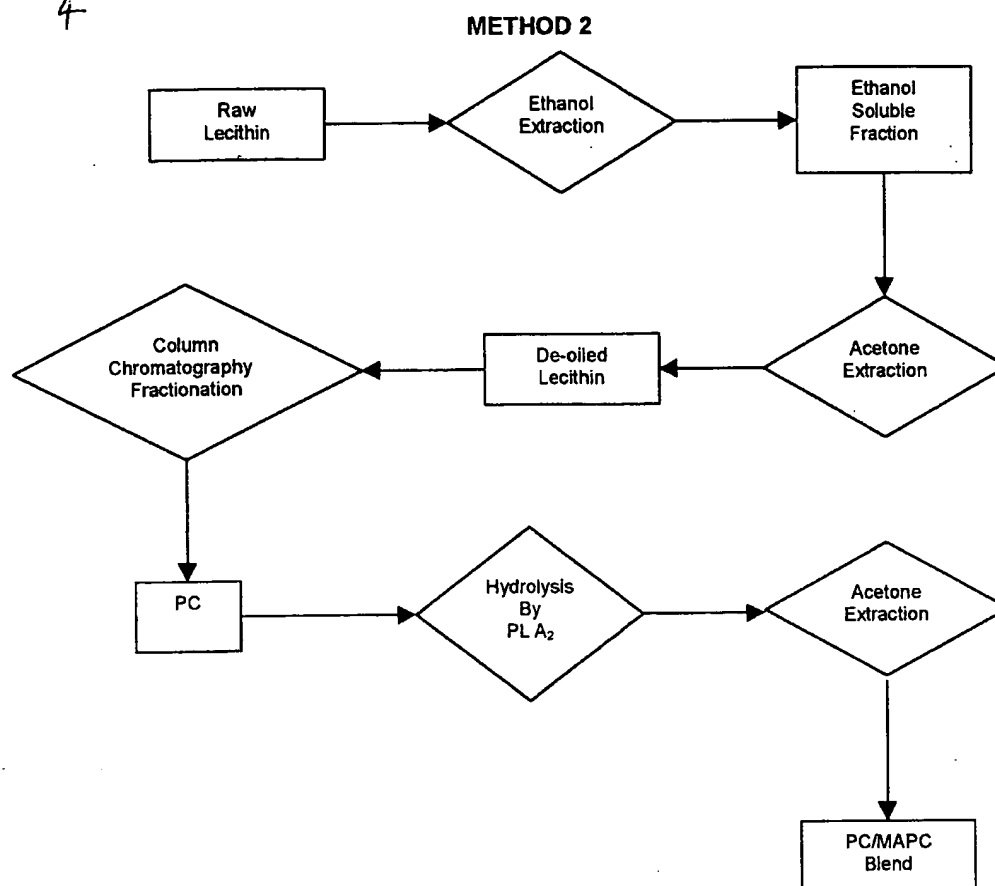 4
METHOD 2
Raw
Lecithin
Ethanol
Extraction
Ethanol
Soluble
Fraction
Column
Chromatography
Fractionation
De-oiled
Lecithin
Acetone
Extraction
PC
Hydrolysis
By
PL A₂
Acetone
Extraction
PC/MAPC
Blend